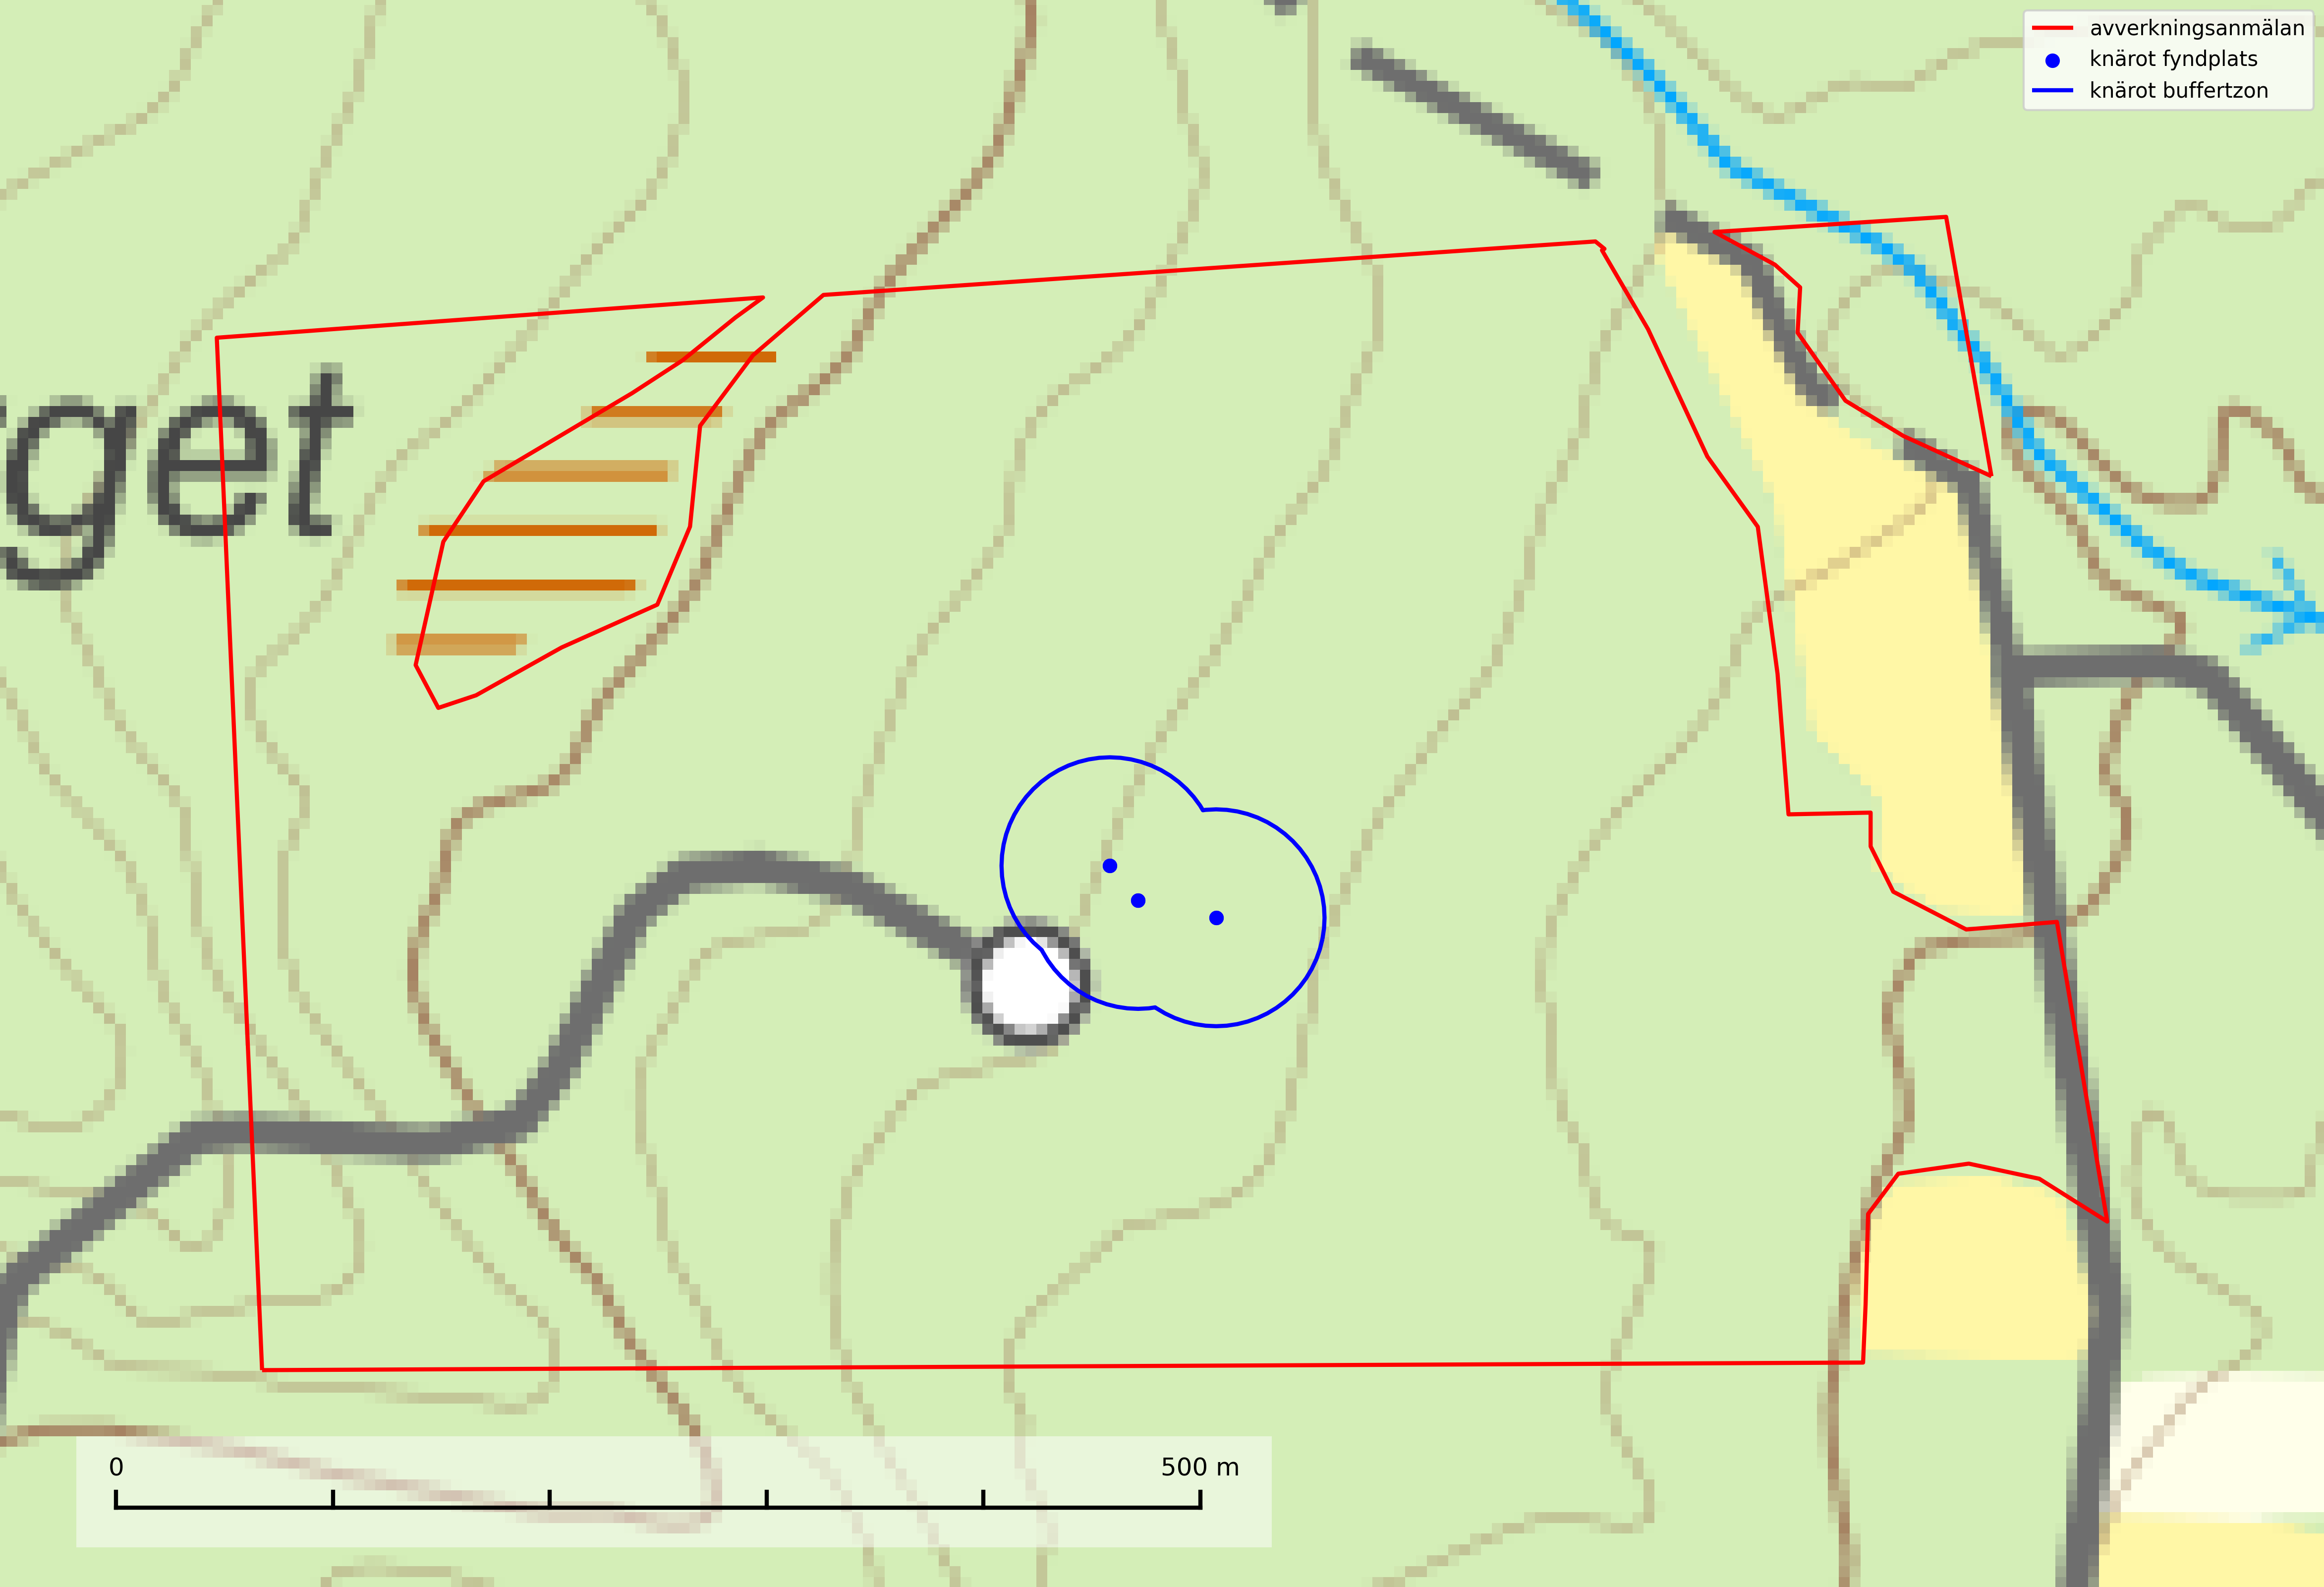 avverkningsanmälan
knärot fyndplats
knärot buffertzon
get
0 500 m